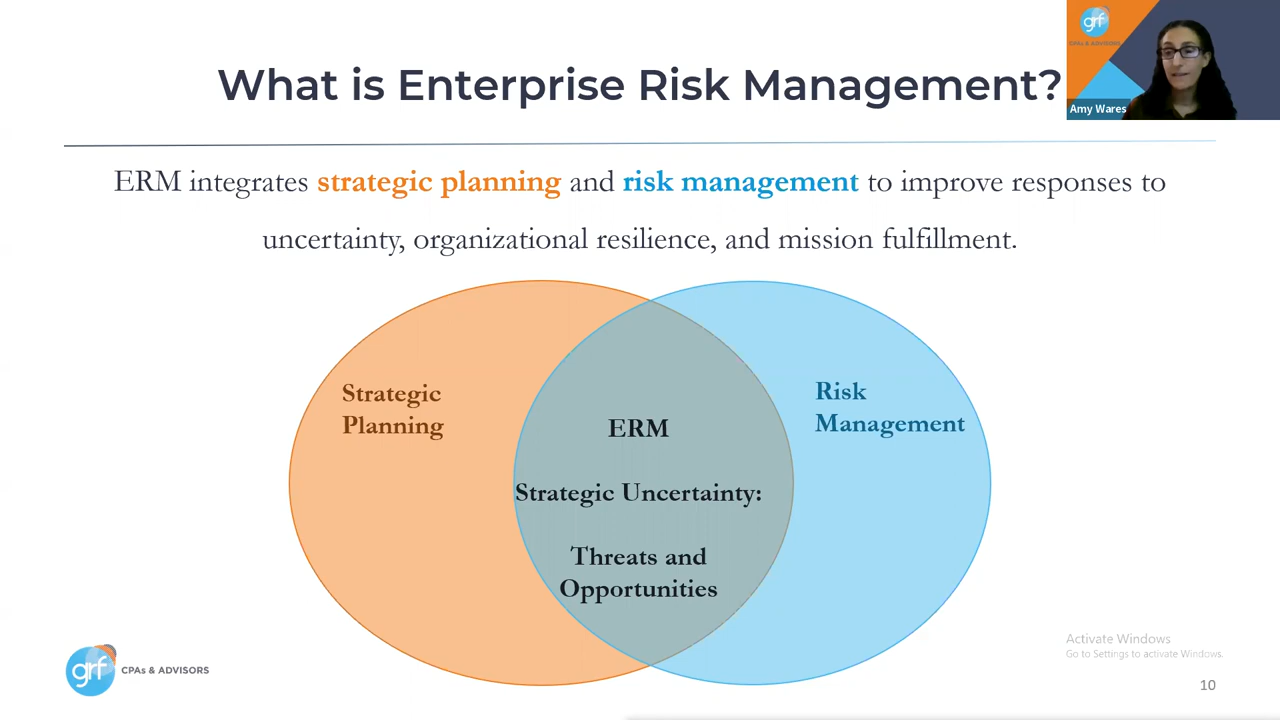 What is Enterprise Risk Management?
grf
CPAs & ADVISORS
Amy Wares
ERM integrates strategic planning and risk management to improve responses to
uncertainty, organizational resilience, and mission fulfillment.
Strategic
Planning
ERM
Strategic Uncertainty:
Threats and
Opportunities
Risk
Management
grf
CPAs & ADVISORS
Activate Windows
Go to Settings to activate Windows.
10